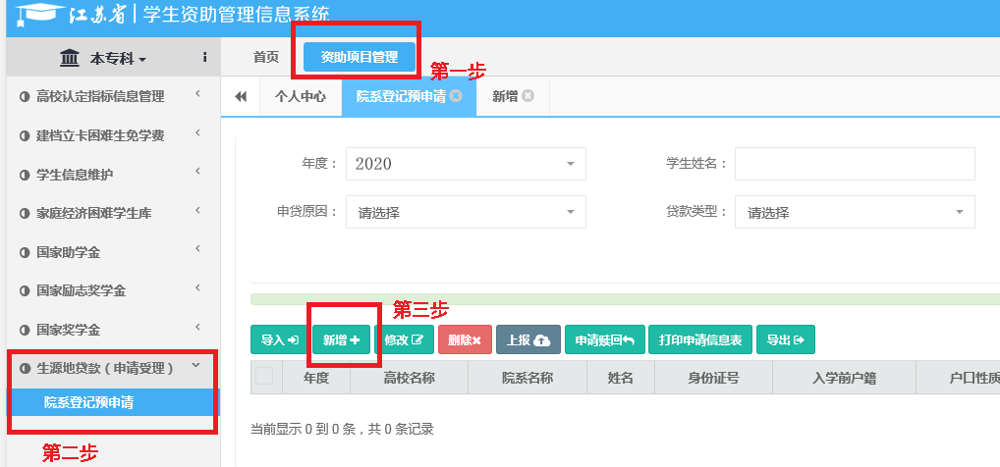 江苏省 | 学生资助管理信息系统
本专科
首页
资助项目管理
第一步
高校认定指标信息管理
建档立卡困难生免学费
学生信息维护
家庭经济困难学生库
国家助学金
国家励志奖学金
国家奖学金
生源地贷款（申请受理）
院系登记预申请
第二步
个人中心
院系登记预申请
新增
年度：
2020
学生姓名：
申贷原因：
请选择
贷款类型：
请选择
第三步
导入
新增
修改
删除
上报
申请赎回
打印申请信息表
导出
年度
高校名称
院系名称
姓名
身份证号
入学前户籍
户口性质
当前显示 0 到 0 条，共 0 条记录